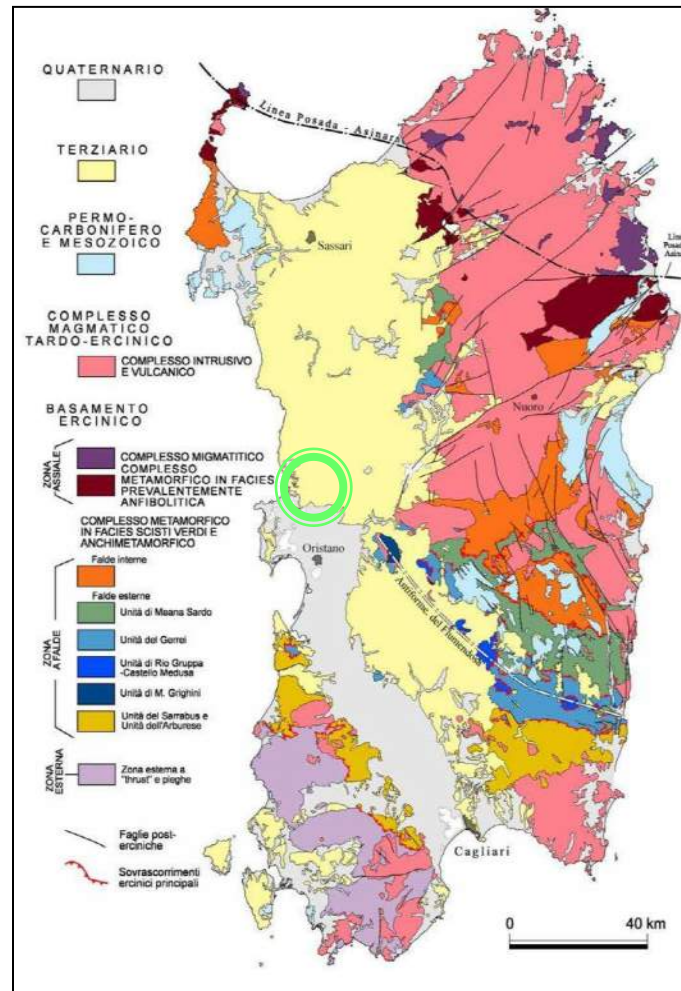 QUATERNARIO
TERZIARIO
PERMO-
CARBONIFERO
E MESOZOICO
COMPLESSO
MAGMATICO
TARDO-ERCINICO
COMPLESSO INTRUSIVO
E VULCANICO
BASAMENTO
ERCINICO
ZONA
ASSIALE
COMPLESSO MIGMATITICO
COMPLESSO
METAMORFICO IN FACIES
PREVALENTEMENTE
ANFIBOLITICA
COMPLESSO METAMORFICO
IN FACIES SCISTI VERDI E
ANCHIMETAMORFICO
ZONA
A FALDE
Falde interne
Falde esterne
Unità di Meana Sardo
Unità del Gerrei
Unità di Rio Gruppa
-Castello Medusa
Unità di M. Grighini
Unità del Sarrabus e
Unità dell'Arburese
ZONA
ESTERNA
Zona esterna a
"thrust" e pieghe
Faglie post-
erciniche
Sovrascorrimenti
ercinici principali
Linea Posada - Asinara
Sassari
Linea
Posada
Asinara
Nuoro
Oristano
Antiforme del Flumendosa
Cagliari
0 40 km